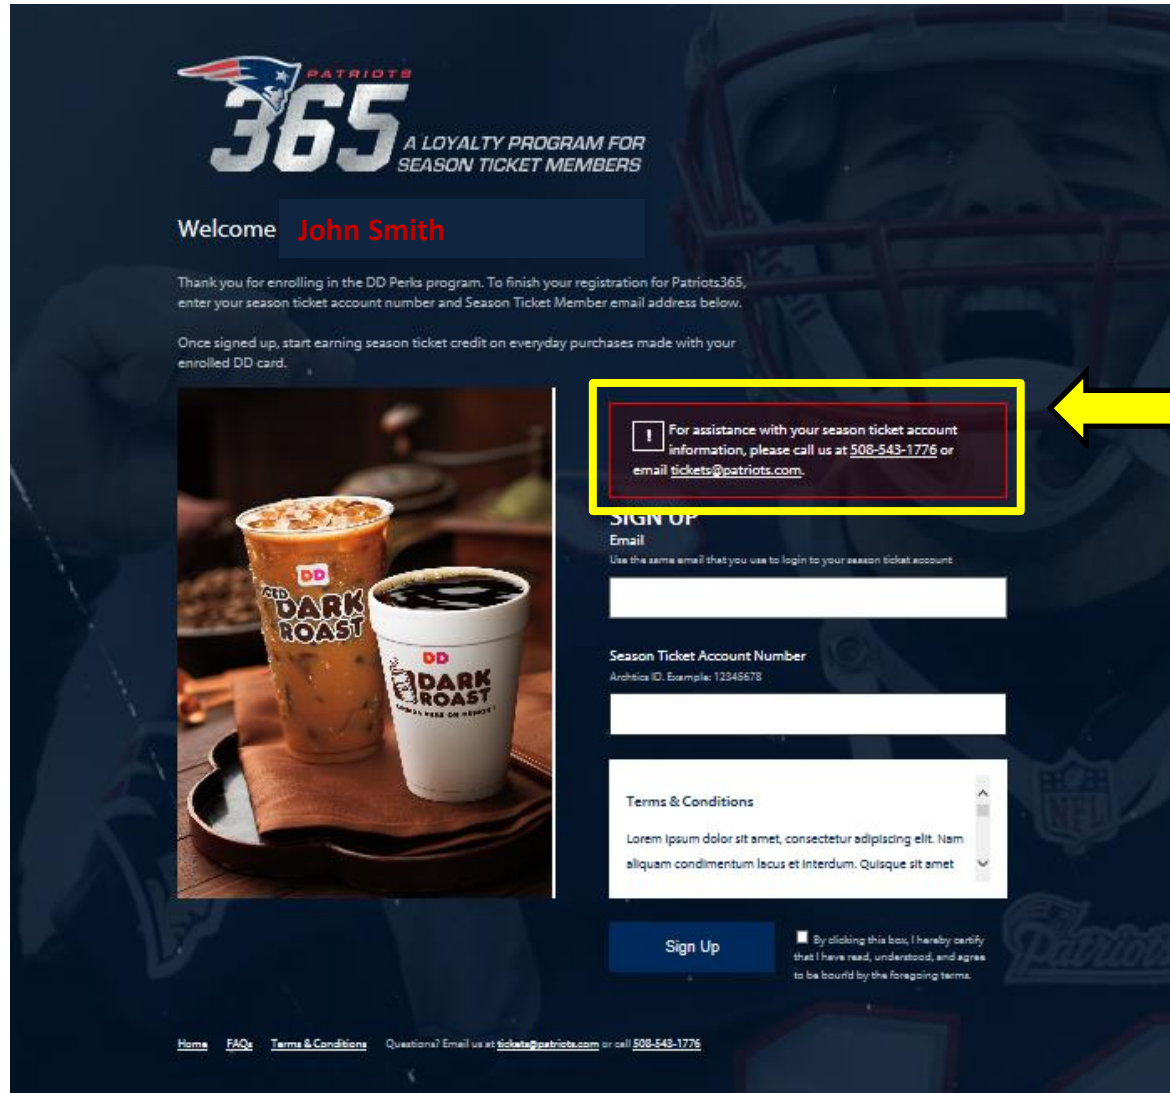 PATRIOTS
365
A LOYALTY PROGRAM FOR
SEASON TICKET MEMBERS
Welcome John Smith
Thank you for enrolling in the DD Perks program. To finish your registration for Patriots365,
enter your season ticket account number and Season Ticket Member email address below.
Once signed up, start earning season ticket credit on everyday purchases made with your
enrolled DD card.
! For assistance with your season ticket account
information, please call us at 508-543-1776 or
email tickets@patriots.com.
SIGN UP
Email
Use the same email that you use to login to your season ticket account
DD
ICED
DARK
ROAST
DD
DARK
ROAST
Season Ticket Account Number
Archtics ID. Example: 12345678
Terms & Conditions
Lorem ipsum dolor sit amet, consectetur adipiscing elit. Nam
aliquam condimentum lacus et interdum. Quisque sit amet
NFL
Patriots
Sign Up
By clicking this box, I hereby certify
that I have read, understood, and agree
to be bound by the foregoing terms.
Home FAQs Terms & Conditions Questions? Email us at tickets@patriots.com or call 508-543-1776